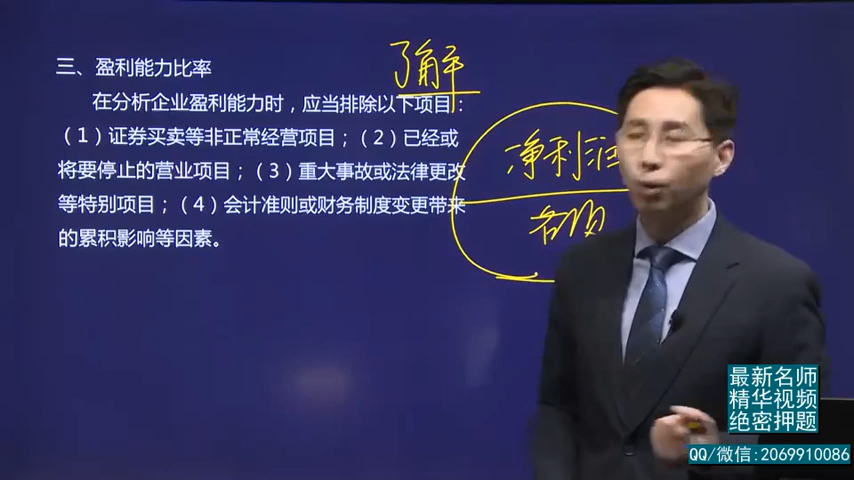 三、盈利能力比率
了解
在分析企业盈利能力时，应当排除以下项目：
（1）证券买卖等非正常经营项目；（2）已经或
将要停止的营业项目；（3）重大事故或法律更改
等特别项目；（4）会计准则或财务制度变更带来
的累积影响等因素。
净利润
各项
最新名师
精华视频
绝密押题
QQ/微信:2069910086